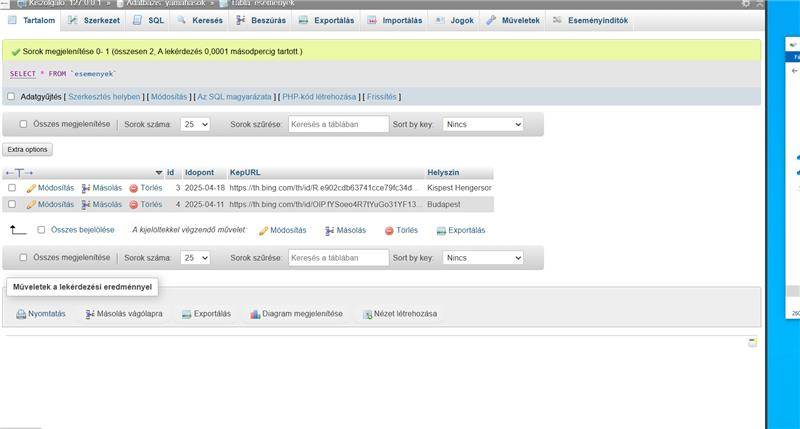 Kiszolgáló: 127.0.0.1 » Adatbázis: yamahasok » Tábla: esemenyek
Tartalom Szerkezet SQL Keresés Beszúrás Exportálás Importálás Jogok Műveletek Eseményindítók
Sorok megjelenítése 0- 1 (összesen 2, A lekérdezés 0,0001 másodpercig tartott.)
SELECT * FROM `esemenyek`
Adatgyűjtés [ Szerkesztés helyben ] [ Módosítás ] [ Az SQL magyarázata ] [ PHP-kód létrehozása ] [ Frissítés ]
Összes megjelenítése Sorok száma: 25 Sorok szűrése: Keresés a táblában Sort by key: Nincs
Extra options
←T→ id Idopont KepURL Helyszin
Módosítás Másolás Törlés 3 2025-04-18 https://th.bing.com/th/id/R.e902cdb63741cce79fc34d... Kispest Hengersor
Módosítás Másolás Törlés 4 2025-04-11 https://th.bing.com/th/id/OIP.fYSoeo4R7tYuGo31YF13... Budapest
Összes bejelölése A kijelöltekkel végzendő művelet: Módosítás Másolás Törlés Exportálás
Összes megjelenítése Sorok száma: 25 Sorok szűrése: Keresés a táblában Sort by key: Nincs
Műveletek a lekérdezési eredménnyel
Nyomtatás Másolás vágólapra Exportálás Diagram megjelenítése Nézet létrehozása